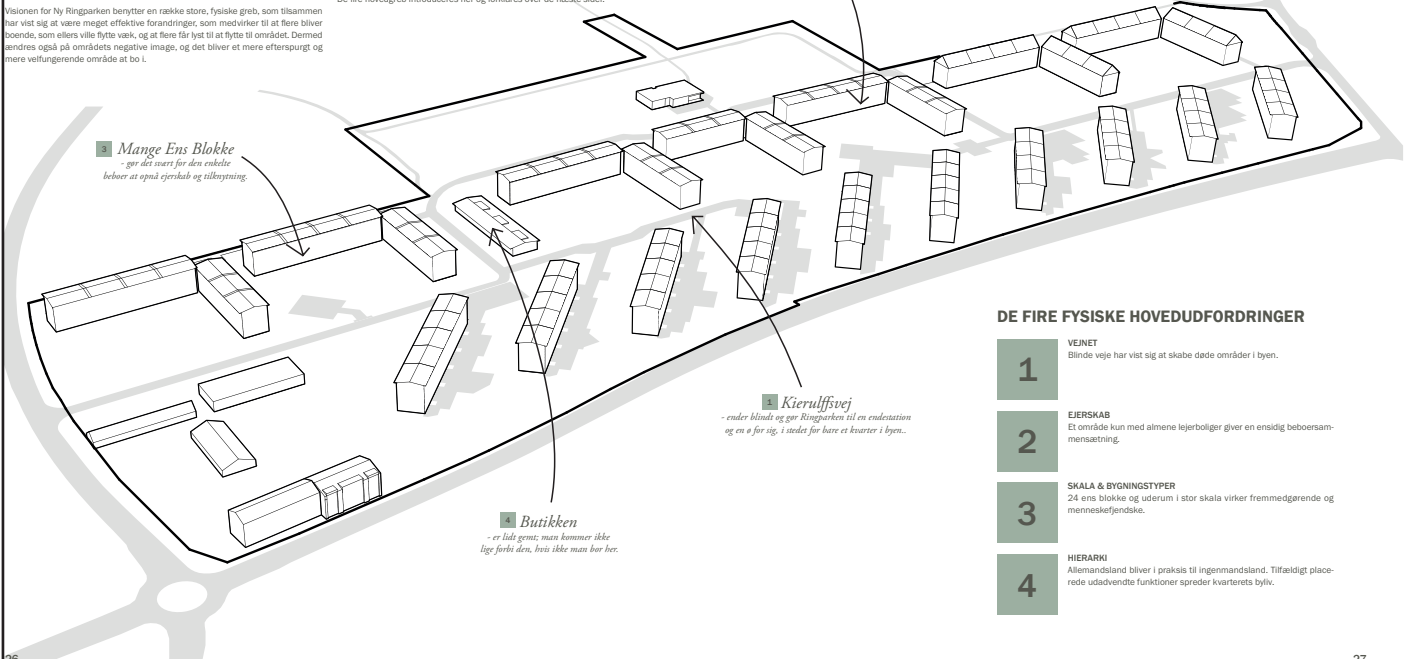 Visionen for Ny Ringparken benytter en række store, fysiske greb, som tilsammen
har vist sig at være meget effektive forandringer, som medvirker til at flere bliver
boende, som ellers ville flytte væk, og at flere får lyst til at flytte til området. Dermed
ændres også på områdets negative image, og det bliver et mere efterspurgt og
mere velfungerende område at bo i.
De fire hovedgreb introduceres her og forklares over de næste sider.
3 Mange Ens Blokke
- gør det svært for den enkelte
beboer at opnå ejerskab og tilknytning.
1 Kierulffsvej
- ender blindt og gør Ringparken til en endestation
og en ø for sig, i stedet for bare et kvarter i byen..
4 Butikken
- er lidt gemt; man kommer ikke
lige forbi den, hvis ikke man bor her.
DE FIRE FYSISKE HOVEDUDFORDRINGER
1
VEJNET
Blinde veje har vist sig at skabe døde områder i byen.
2
EJERSKAB
Et område kun med almene lejerboliger giver en ensidig beboersam-
mensætning.
3
SKALA & BYGNINGSTYPER
24 ens blokke og uderum i stor skala virker fremmedgørende og
menneskefjendske.
4
HIERARKI
Allemandsland bliver i praksis til ingenmandsland. Tilfældigt place-
rede udadvendte funktioner spreder kvarterets byliv.
26
27